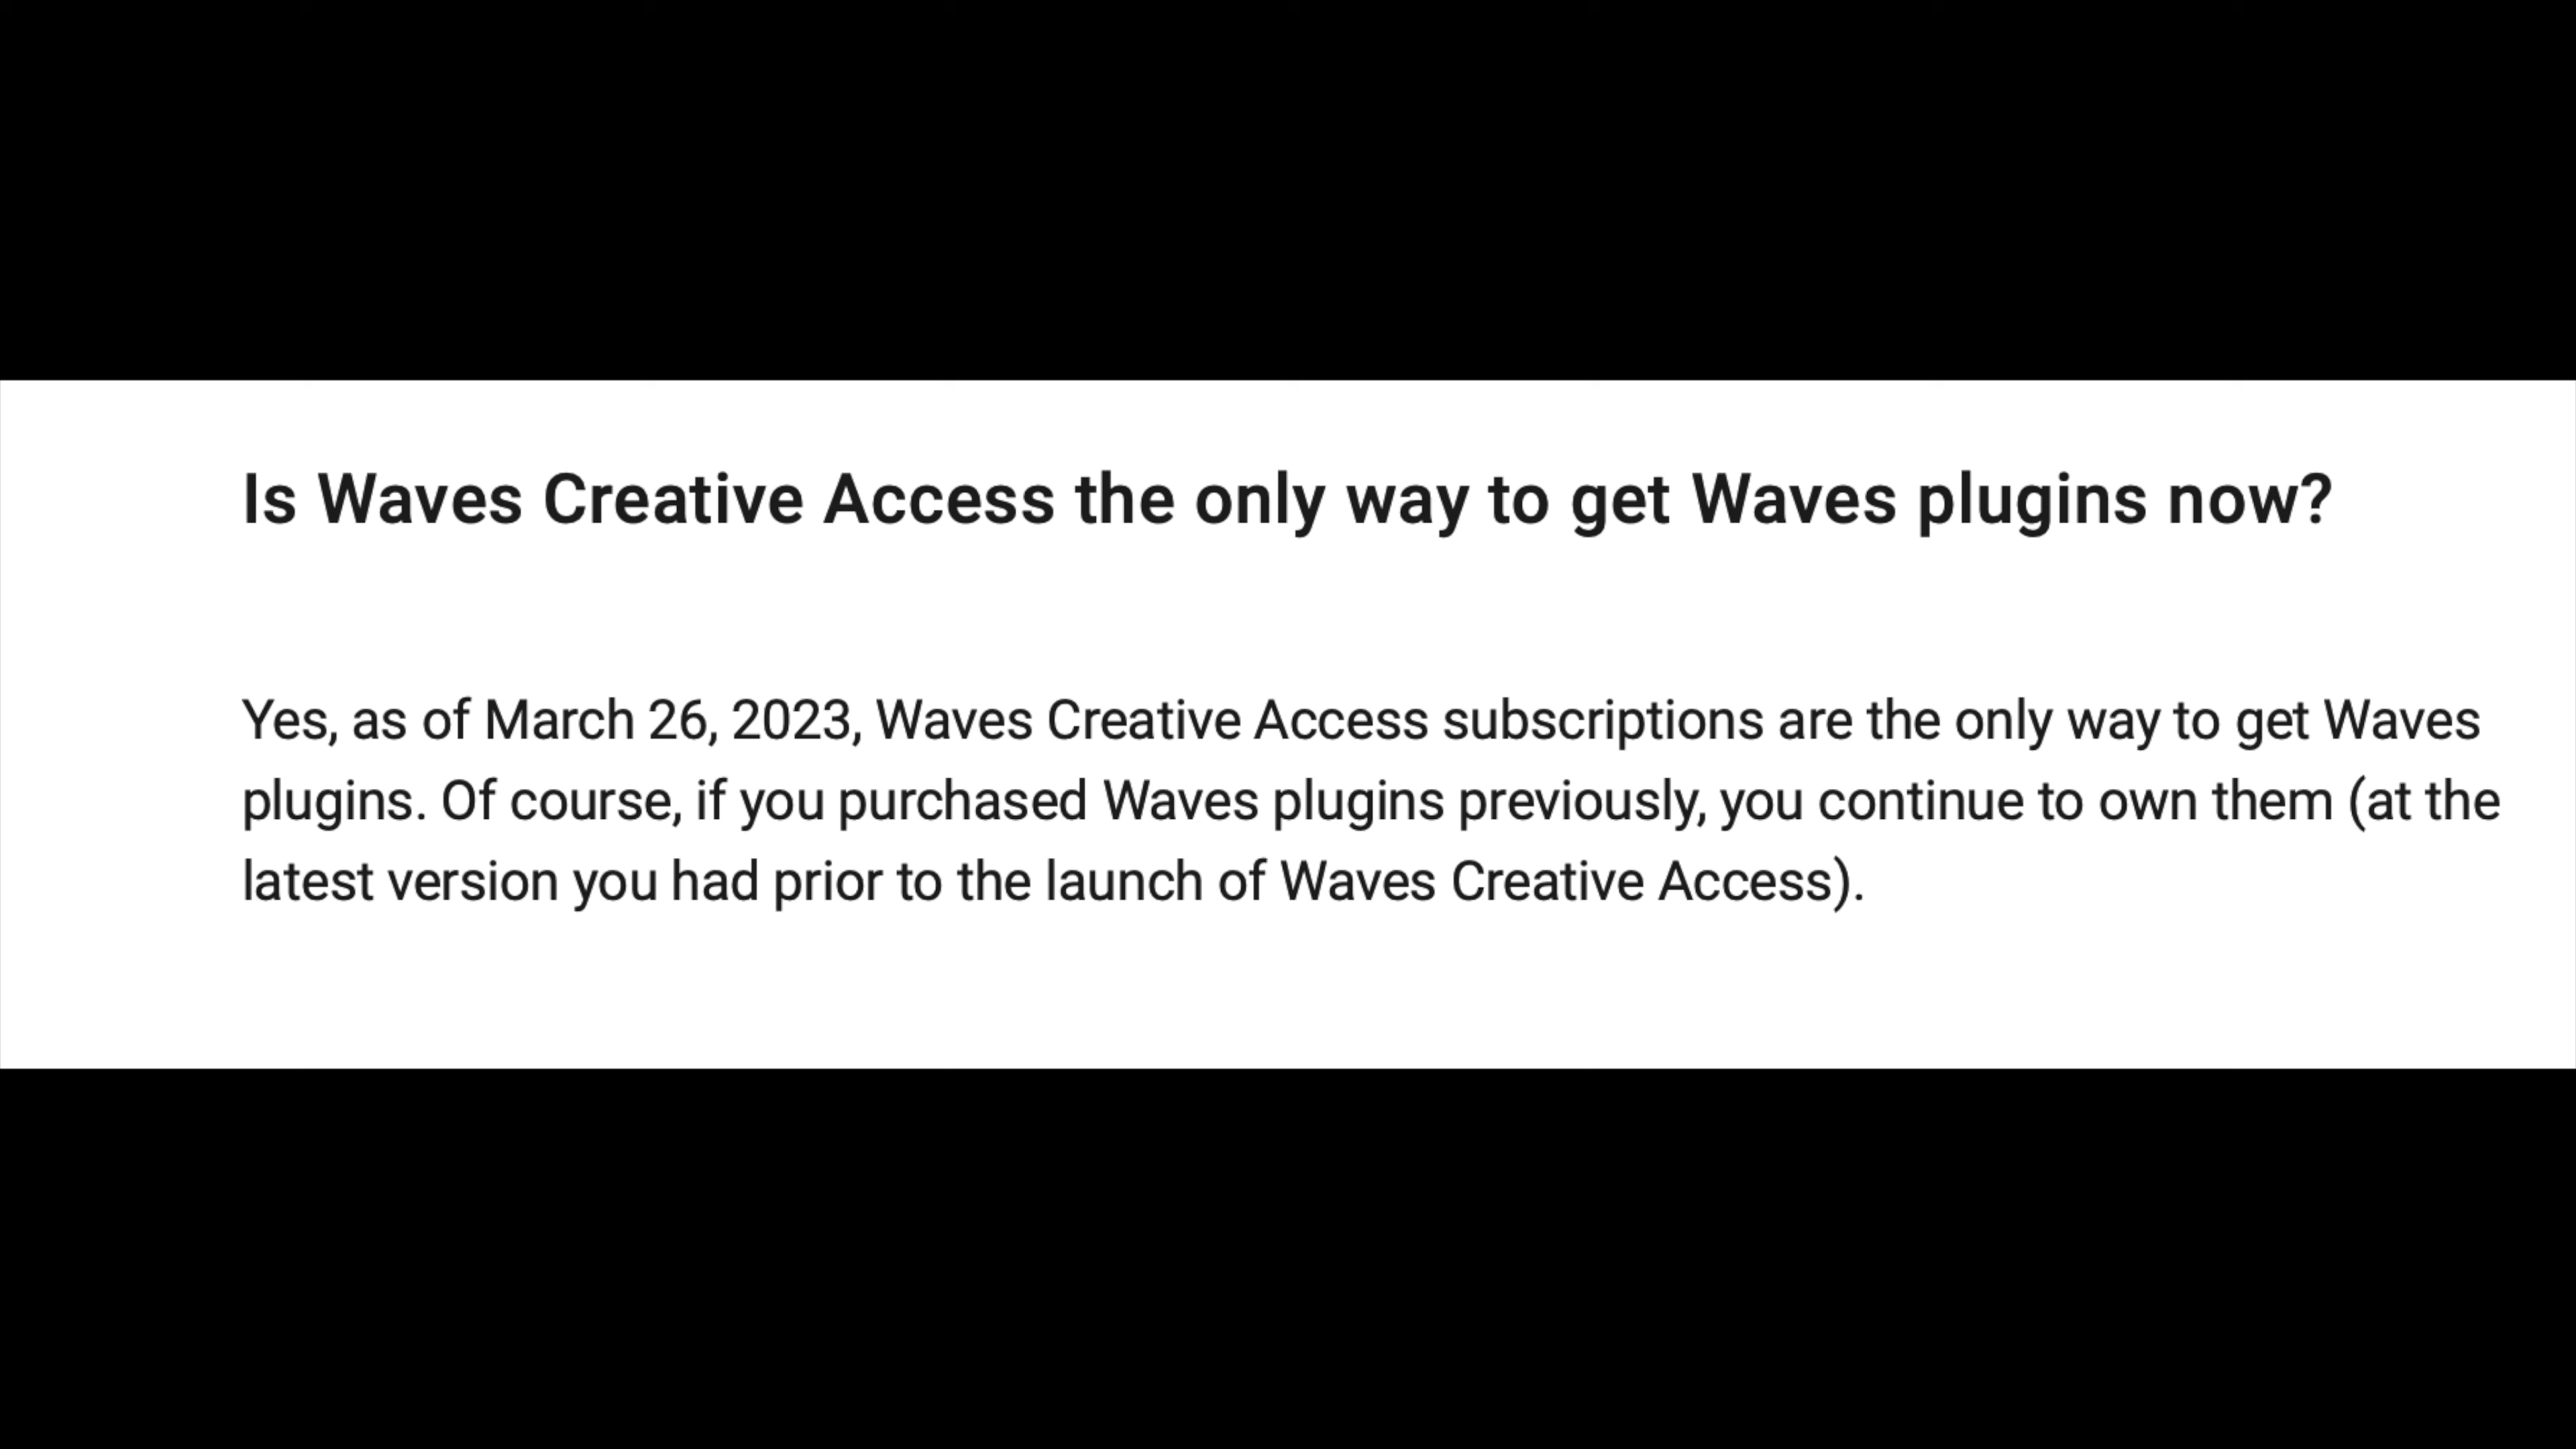 Is Waves Creative Access the only way to get Waves plugins now?
Yes, as of March 26, 2023, Waves Creative Access subscriptions are the only way to get Waves
plugins. Of course, if you purchased Waves plugins previously, you continue to own them (at the
latest version you had prior to the launch of Waves Creative Access).